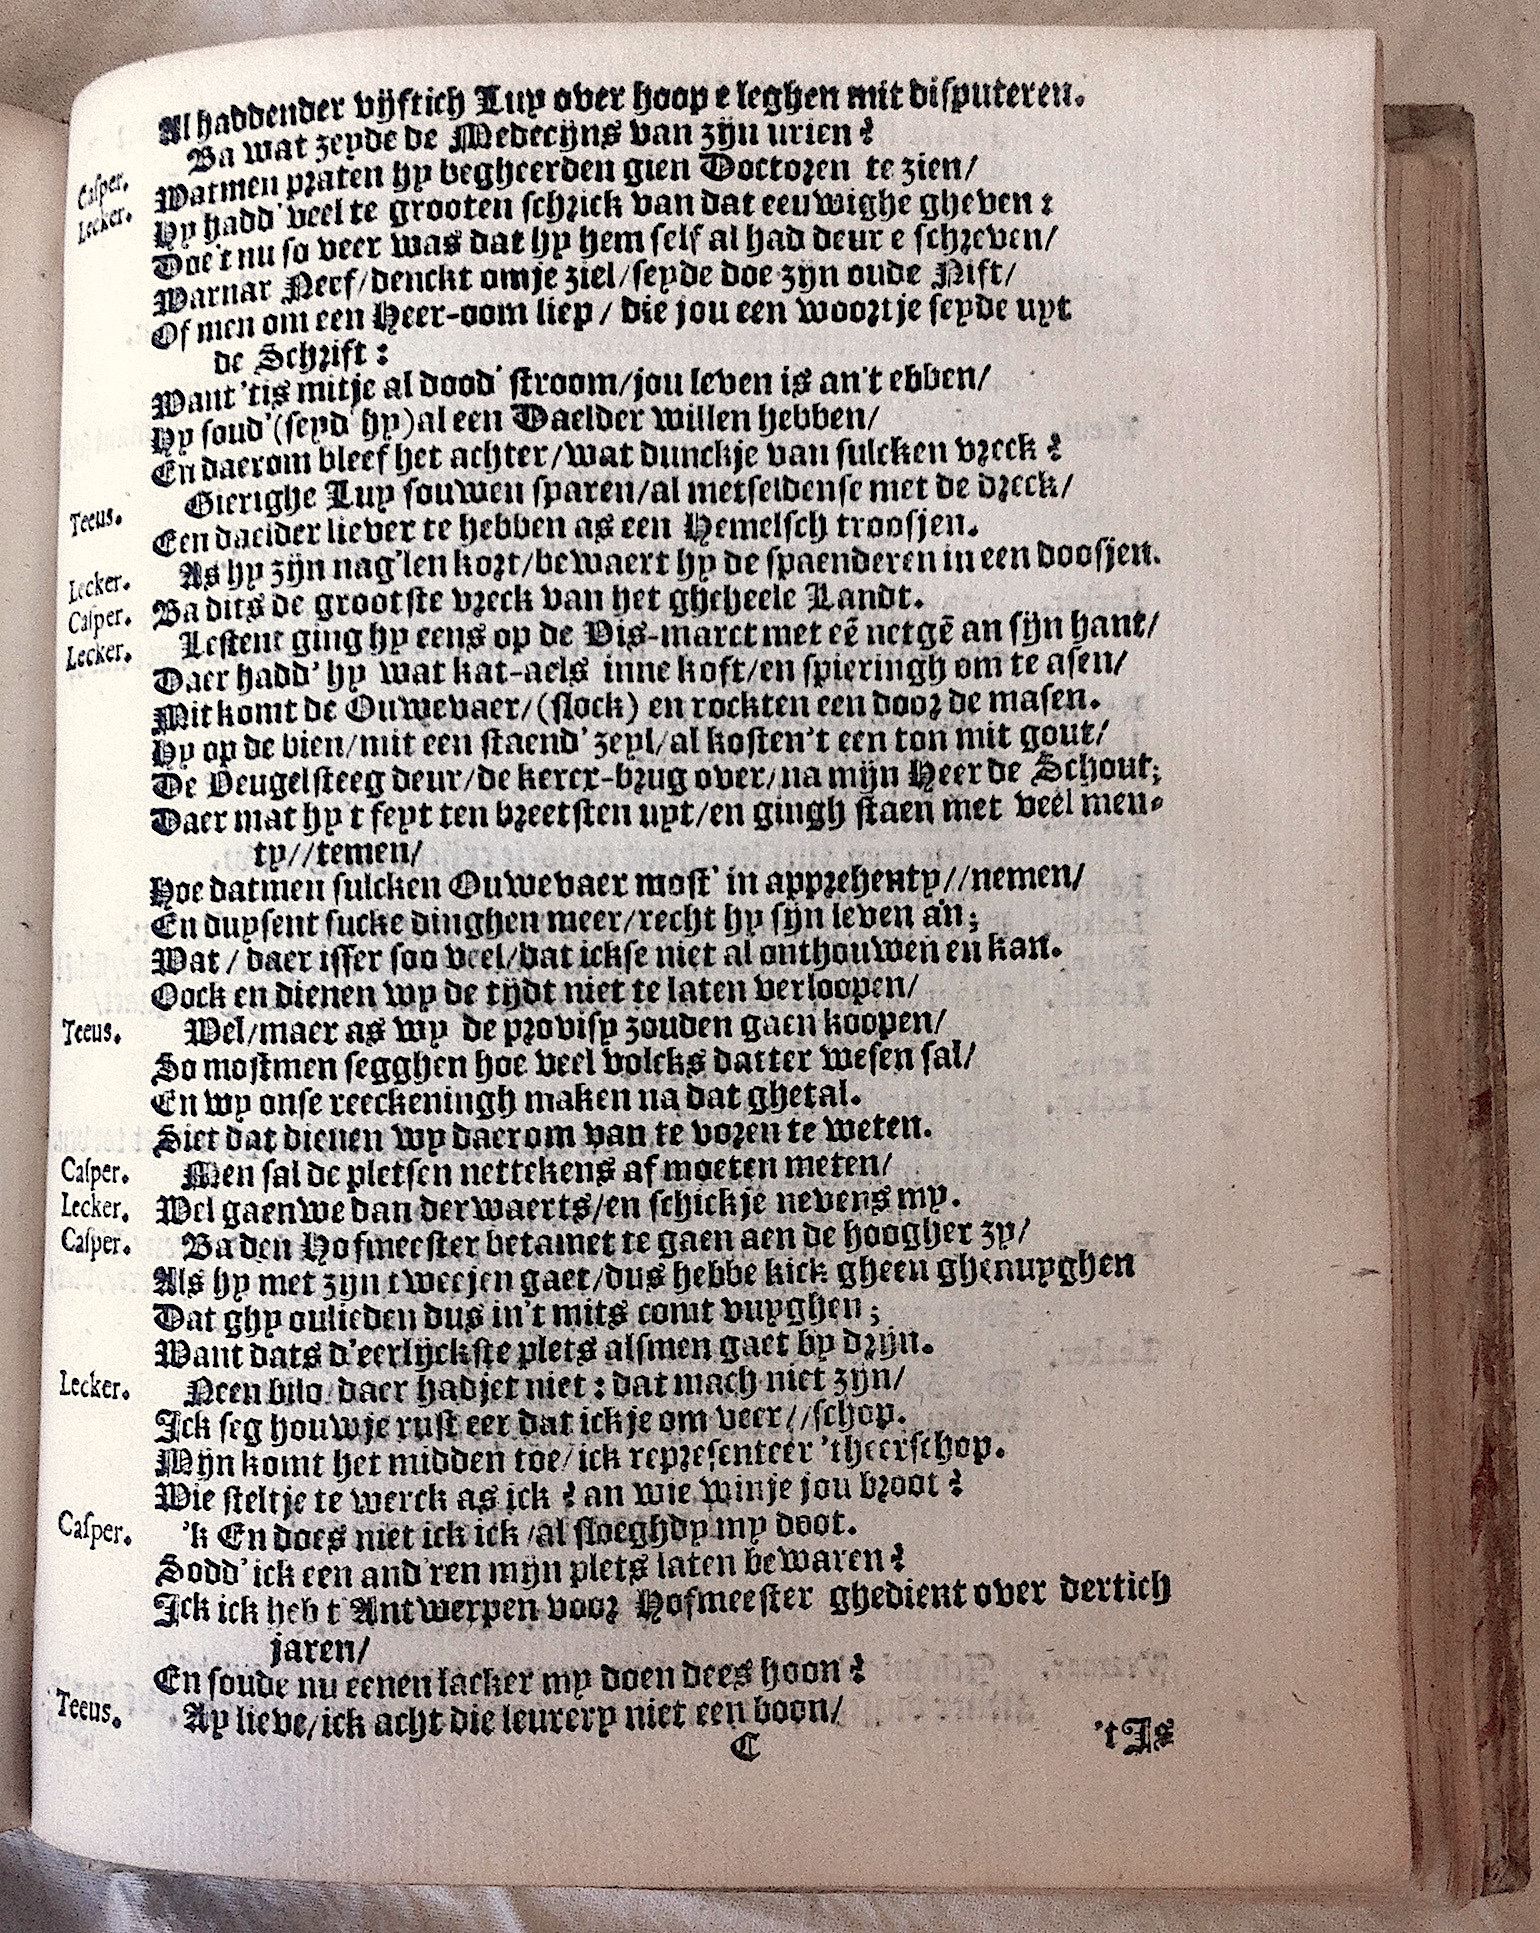 Al haddender vijftich Luy over hoop e leghen mit disputeren.
Casper. Ba wat zeyde de Medecijns van zijn urien?
Lecker. Watmen praten hy begheerden gien Doctoren te zien/
Hy hadd' veel te grooten schrick van dat eeuwighe gheven:
Doe't nu so veer was dat hy hem self al had deur e schreven/
Warnar Neef/denckt omje ziel/seyde doe zijn oude Nift/
Of men om een Heer-oom liep/ die jou een woortje seyde uyt
de Schrift:
Want 'tis mitje al dood' stroom/jou leven is an't ebben/
Hy soud'(seyd' hy)al een Daelder willen hebben/
En daerom bleef het achter/wat dunckje van sulcken vreck?
Teeus. Gierighe Luy souwen sparen/al metseldense met de dreck/
Een daelder liever te hebben as een Hemelsch troosjen.
Lecker. As hy zijn nag'len kort/bewaert hy de spaenderen in een doosjen.
Casper. Ba dits de grootste vreck van het gheheele Landt.
Lecker. Lestent ging hy eens op de Vis-marct met eẽ netgẽ an sijn hant/
Daer hadd' hy wat kat-aels inne koft/en spieringh om te asen/
Mit komt de Ouwevaer/(slock) en rockten een door de masen.
Hy op de bien/mit een staend' zeyl/al kosten't een ton mit gout/
De Veugelsteeg deur/de kercr-brug over/na mijn Heer de Schout;
Daer mat hy t feyt ten breetsten uyt/en gingh staen met veel men-
ty//temen/
Hoe datmen sulcken Ouwevaer most' in apprehenty//nemen/
En duysent sucke dinghen meer/recht hy sijn leven an;
Wat/ daer isser soo veel/dat ickse niet al onthouwen en kan.
Oock en dienen wy de tijdt niet te laten verloopen/
Teeus. Wel/maer as wy de provisy zouden gaen koopen/
So mostmen segghen hoe veel volcks datter wesen sal/
En wy onse reeckeningh maken na dat ghetal.
Siet dat dienen wy daerom van te voren te weten.
Casper. Men sal de pletsen nettekens af moeten meten/
Lecker. Wel gaenwe dan derwaerts/en schickje nevens my.
Casper. Ba den Hofmeester betamet te gaen aen de hoogher zy/
Als hy met zijn tweejen gaet/dus hebbe kick gheen ghenuyghen
Dat ghy oulieden dus in't mits comt vuyghen;
Want dats d'eerlijckste plets alsmen gaet by drijn.
Lecker. Neen bilo/daer hadjet niet: dat mach niet zijn/
Ick seg houwje rust eer dat ick je om veer//schop.
Mijn komt het midden toe/ick representeer 'theerschop.
Wie steltje te werck as ick? an wie winje jou broot?
Casper. 'k En does niet ick ick/al sloeghdy my doot.
Sodd' ick een and'ren mijn plets laten bewaren?
Ick ick heb t'Antwerpen voor Hofmeester ghedient over dertich
jaren/
En soude nu eenen lacker my doen dees hoon?
Teeus. Ay lieve/ick acht die leurery niet een boon/
C 't Is